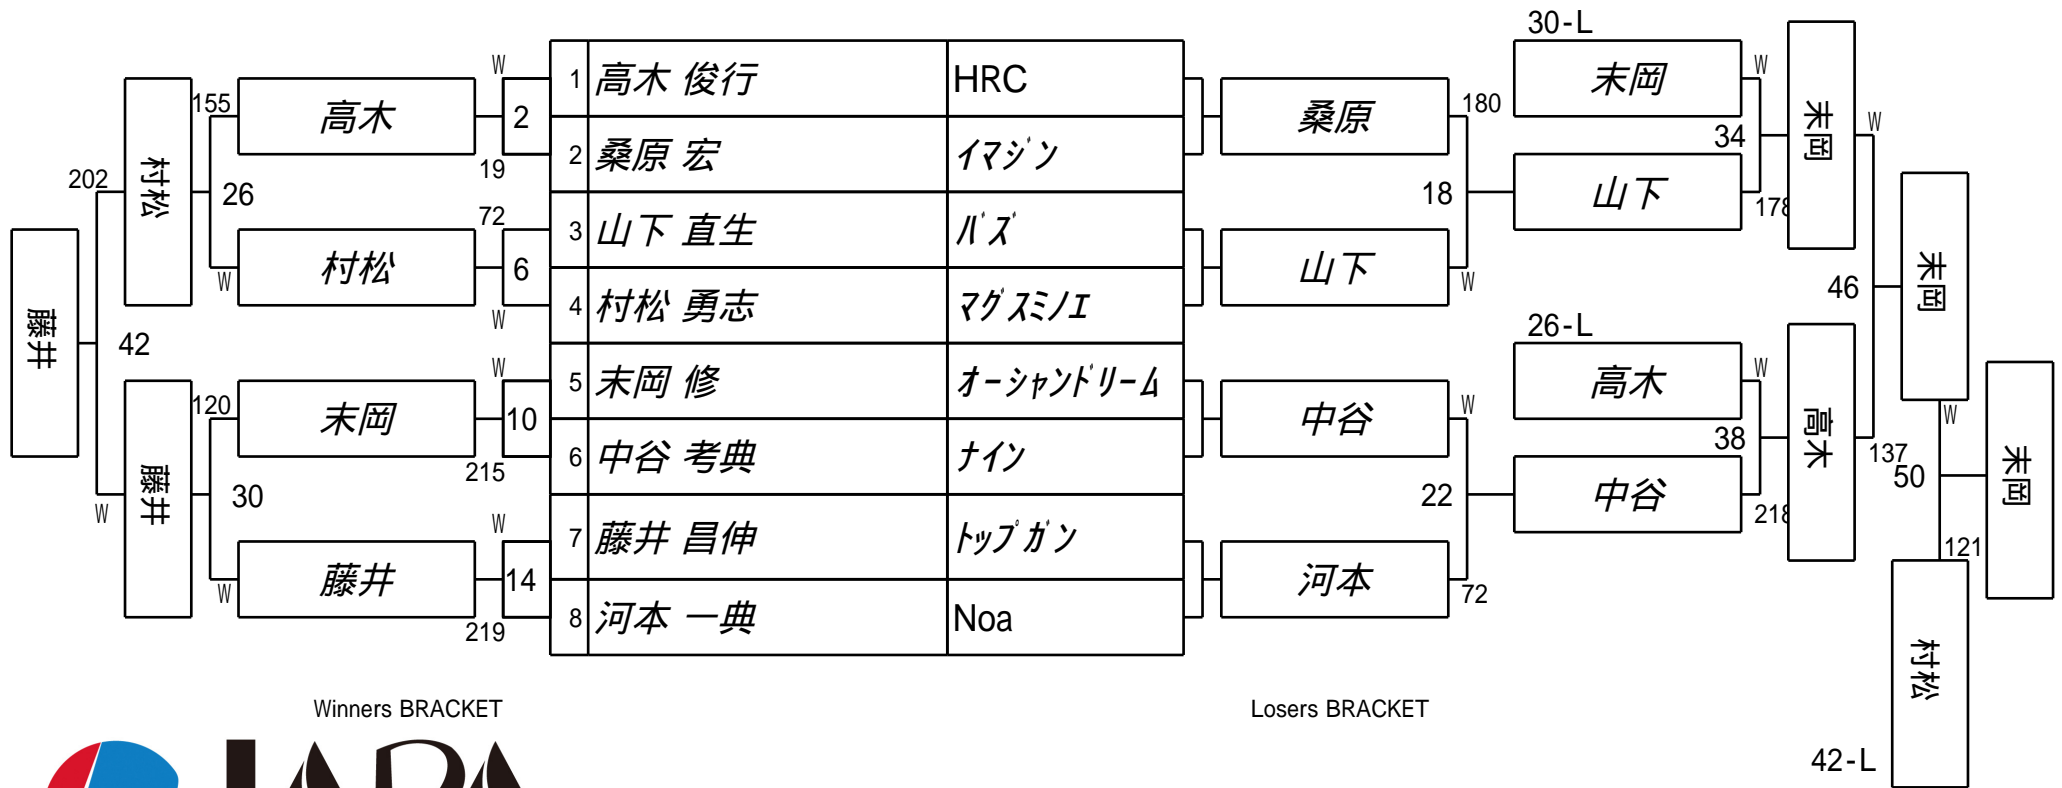 30-L
W
1 高木 俊行 HRC
末岡 W
155 高木 2
桑原 180
19
34 末岡 W
2 桑原 宏 イマジン
村松
202
26
72
3 山下 直生 バズ
18
山下 178
村松 6
山下
W
W
W
4 村松 勇志 マグスミノエ
46
末岡
藤井
42
26-L
W
5 末岡 修 オーシャンドリーム
高木 W
120 末岡 10
中谷 W
215
38 高木
137
W
6 中谷 考典 ナイン
50
末岡
藤井
W
30
22
中谷 218
W
7 藤井 昌伸 トップガン
121
藤井 14
河本 72
W
219
8 河本 一典 Noa
村松
Winners BRACKET
Losers BRACKET
42-L
JAPA